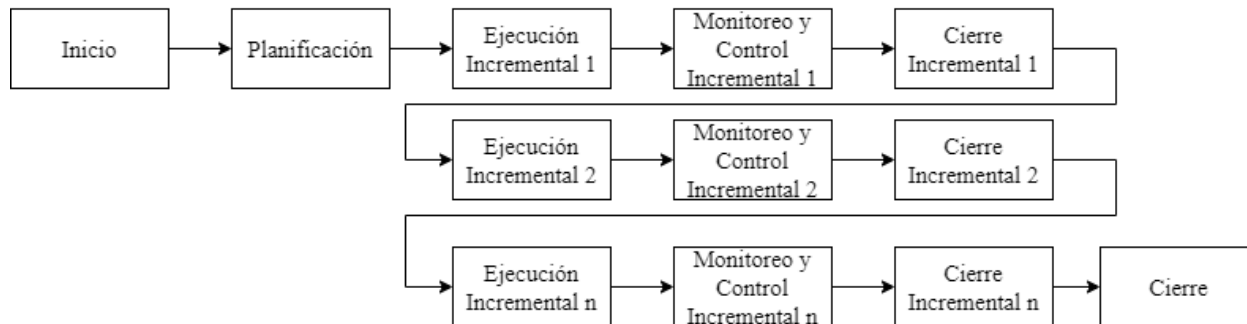 Inicio
Planificación
Ejecución
Incremental 1
Monitoreo y
Control
Incremental 1
Cierre
Incremental 1
Ejecución
Incremental 2
Monitoreo y
Control
Incremental 2
Cierre
Incremental 2
Ejecución
Incremental n
Monitoreo y
Control
Incremental n
Cierre
Incremental n
Cierre